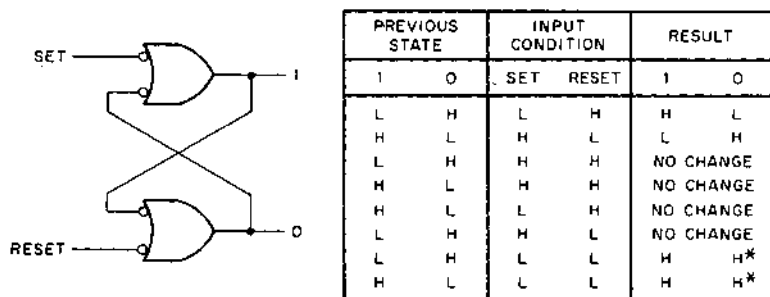 SET
1
0
RESET
PREVIOUS STATE INPUT CONDITION RESULT
1 0 SET RESET 1 0
L H L H H L
H L H L L H
L H H H NO CHANGE
H L H H NO CHANGE
H L L H NO CHANGE
L H H L NO CHANGE
L H L L H H*
H L L L H H*